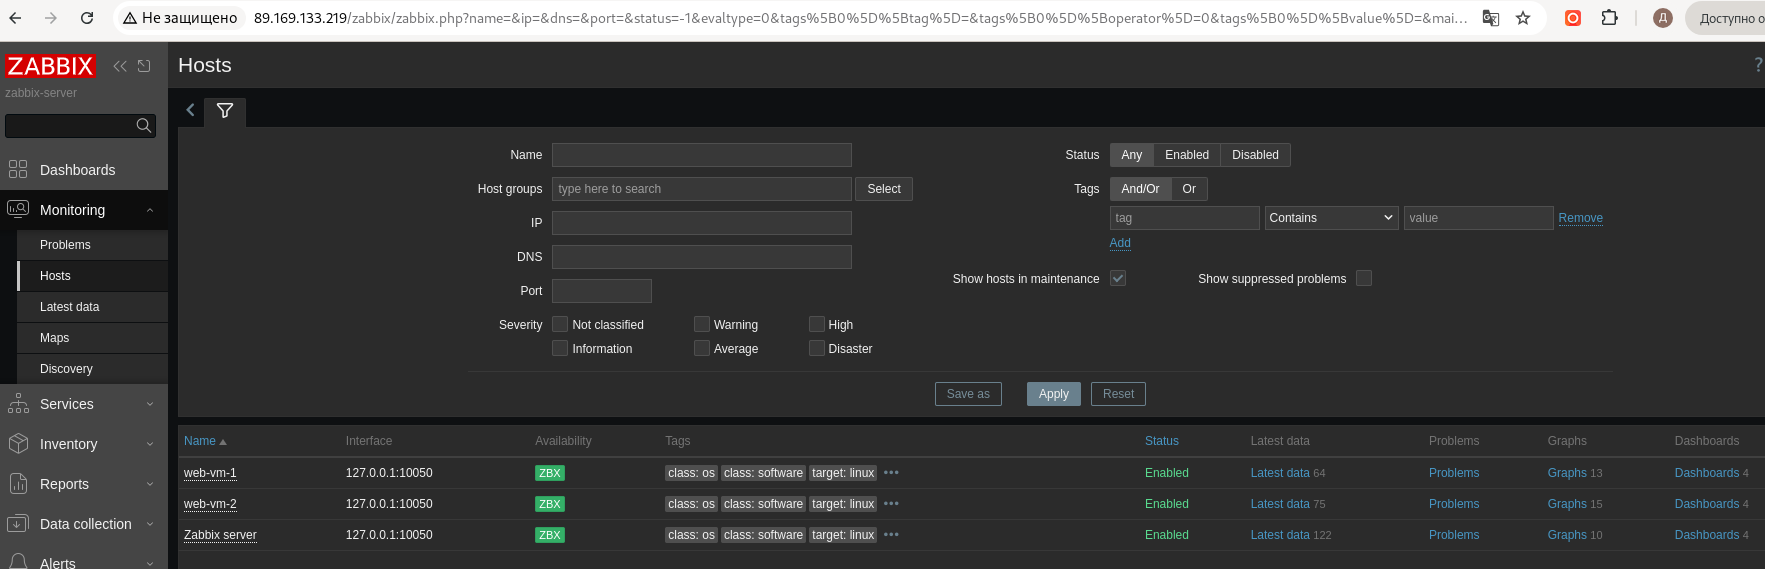 Не защищено 89.169.133.219/zabbix/zabbix.php?name=&ip=&dns=&port=&status=-1&evaltype=0&tags%5B0%5D%5Btag%5D=&tags%5B0%5D%5Boperator%5D=0&tags%5B0%5D%5Bvalue%5D=&mai... Д Доступно о
ZABBIX
zabbix-server
Dashboards
Monitoring
Problems
Hosts
Latest data
Maps
Discovery
Services
Inventory
Reports
Data collection
Alerts
Hosts ?
Name
Host groups type here to search Select
IP
DNS
Port
Severity Not classified Warning High
Information Average Disaster
Status Any Enabled Disabled
Tags And/Or Or
tag Contains value Remove
Add
Show hosts in maintenance Show suppressed problems
Save as Apply Reset
Name Interface Availability Tags Status Latest data Problems Graphs Dashboards
web-vm-1 127.0.0.1:10050 ZBX class: os class: software target: linux ••• Enabled Latest data 64 Problems Graphs 13 Dashboards 4
web-vm-2 127.0.0.1:10050 ZBX class: os class: software target: linux ••• Enabled Latest data 75 Problems Graphs 15 Dashboards 4
Zabbix server 127.0.0.1:10050 ZBX class: os class: software target: linux ••• Enabled Latest data 122 Problems Graphs 10 Dashboards 4